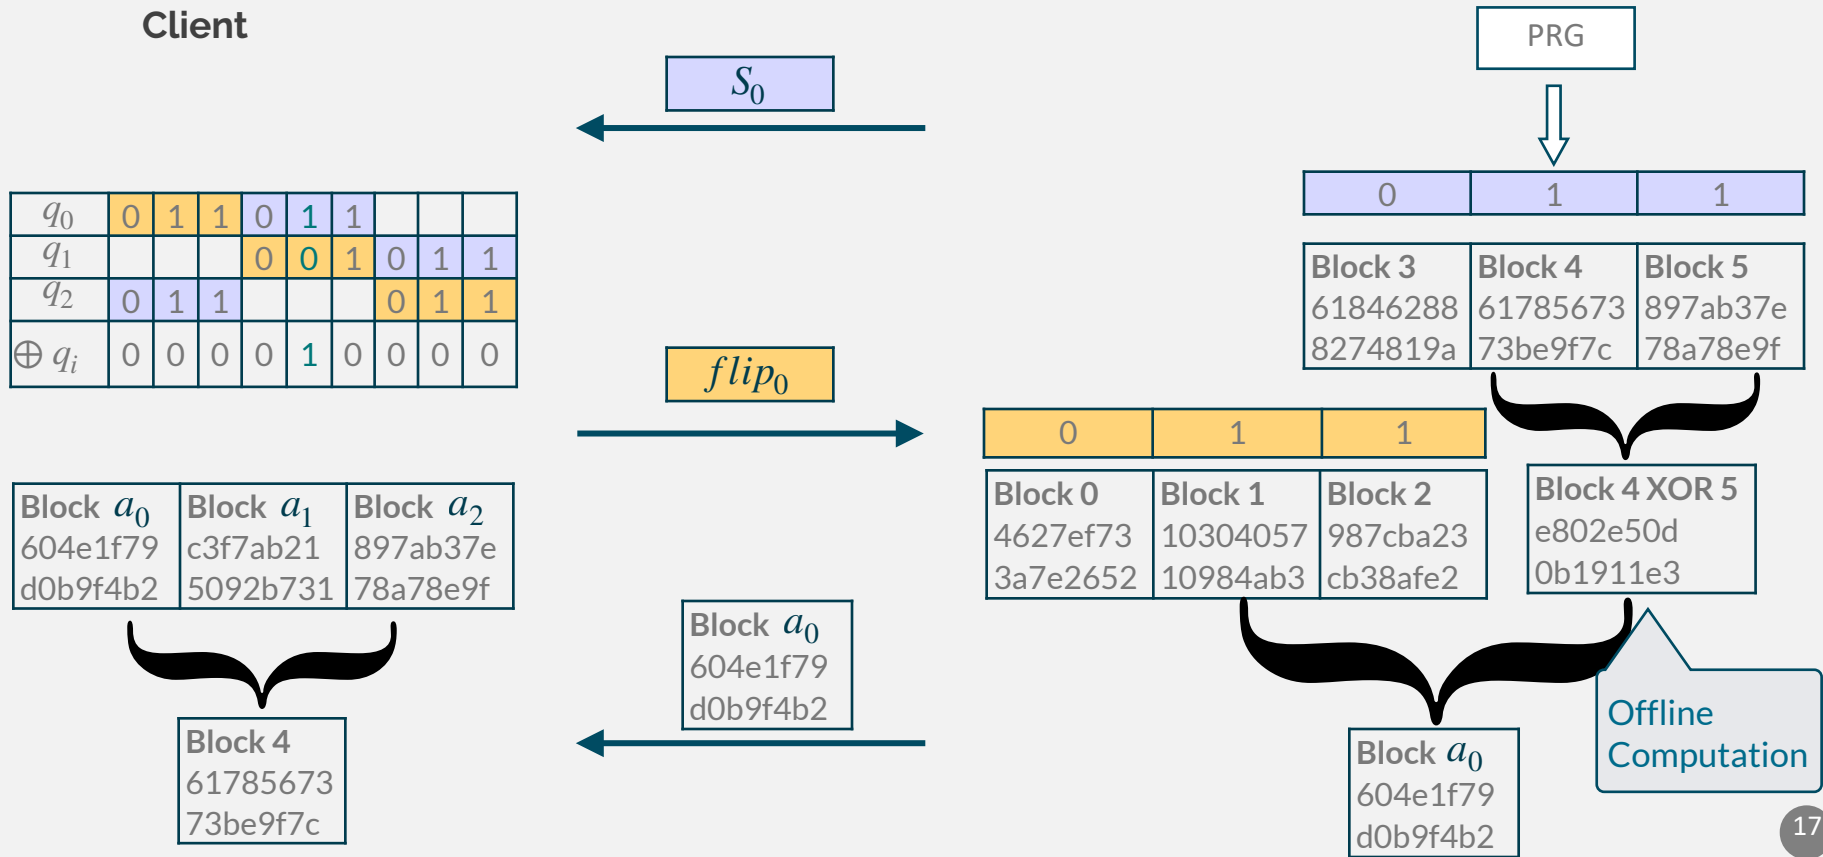 Client
S₀
PRG
0 1 1
q₀ 0 1 1 0 1 1
q₁ 0 0 1 0 1 1
q₂ 0 1 1 0 1 1
⊕ qᵢ 0 0 0 0 1 0 0 0 0
Block 3 Block 4 Block 5
61846288 61785673 897ab37e
8274819a 73be9f7c 78a78e9f
flip₀
0 1 1
Block 0 Block 1 Block 2
4627ef73 10304057 987cba23
3a7e2652 10984ab3 cb38afe2
Block 4 XOR 5
e802e50d
0b1911e3
Block a₀ Block a₁ Block a₂
604e1f79 c3f7ab21 897ab37e
d0b9f4b2 5092b731 78a78e9f
Block a₀
604e1f79
d0b9f4b2
Offline
Computation
Block 4
61785673
73be9f7c
Block a₀
604e1f79
d0b9f4b2
17